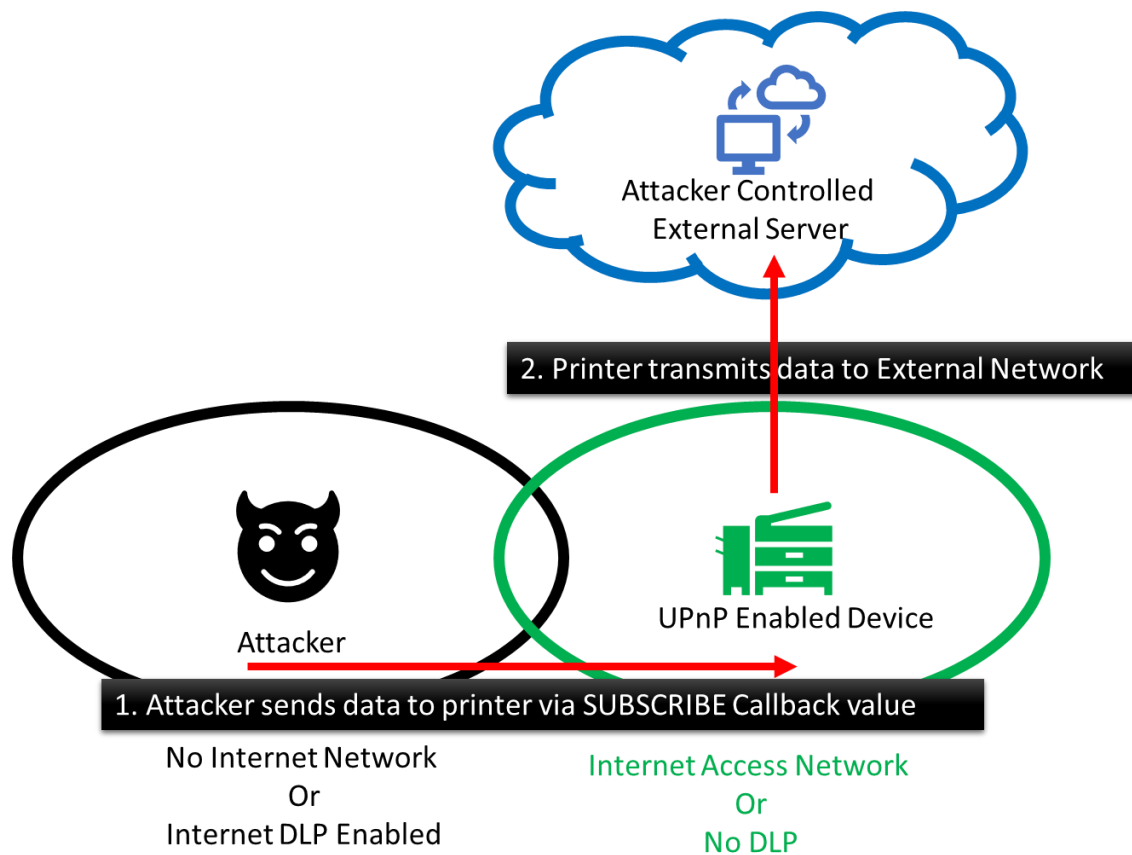 Attacker Controlled
External Server
2. Printer transmits data to External Network
Attacker
UPnP Enabled Device
1. Attacker sends data to printer via SUBSCRIBE Callback value
No Internet Network
Or
Internet DLP Enabled
Internet Access Network
Or
No DLP